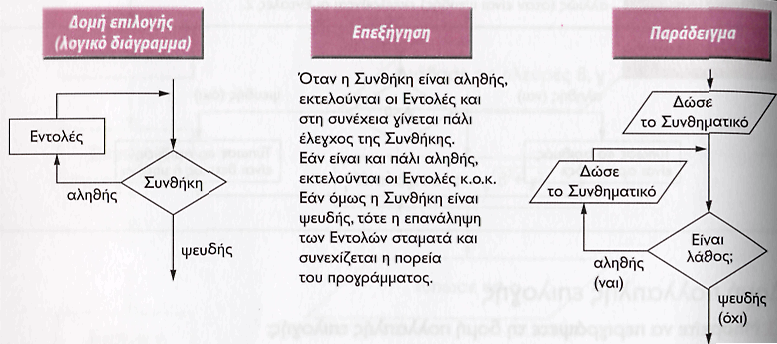 Δομή επιλογής
(λογικό διάγραμμα)
Εντολές
Συνθήκη
αληθής
ψευδής
Επεξήγηση
Όταν η Συνθήκη είναι αληθής,
εκτελούνται οι Εντολές και
στη συνέχεια γίνεται πάλι
έλεγχος της Συνθήκης.
Εάν είναι και πάλι αληθής,
εκτελούνται οι Εντολές κ.ο.κ.
Εάν όμως η Συνθήκη είναι
ψευδής, τότε η επανάληψη
των Εντολών σταματά και
συνεχίζεται η πορεία
του προγράμματος.
Παράδειγμα
Δώσε
το Συνθηματικό
Δώσε
το Συνθηματικό
Είναι
λάθος;
αληθής
(ναι)
ψευδής
(όχι)